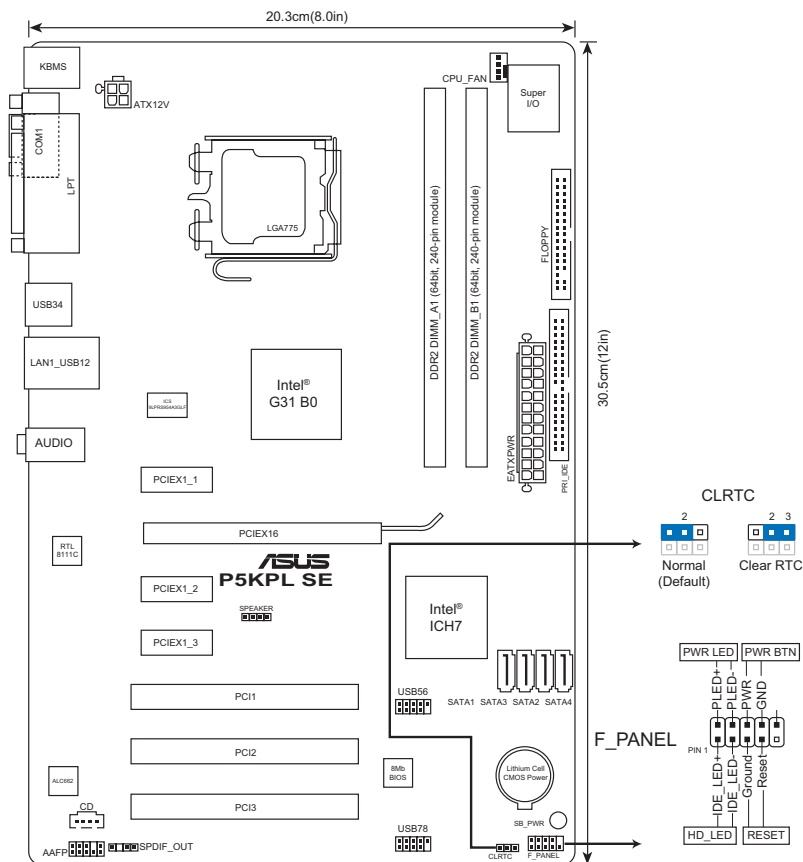 20.3cm(8.0in)
KBMS
ATX12V
CPU_FAN
Super
I/O
COM1
LPT
LGA775
DDR2 DIMM_A1 (64bit, 240-pin module)
DDR2 DIMM_B1 (64bit, 240-pin module)
FLOPPY
30.5cm(12in)
USB34
LAN1_USB12
Intel®
G31 B0
ICS
EATXPWR
PRI_IDE
AUDIO
PCIEX1_1
PCIEX16
RTL
8111C
ASUS
P5KPL SE
PCIEX1_2
SPEAKER
PCIEX1_3
Intel®
ICH7
CLRTC
2
2 3
Normal
(Default)
Clear RTC
PCI1
USB56
SATA1
SATA3
SATA2
SATA4
PCI2
8Mb
BIOS
Lithium Cell
CMOS Power
ALC662
CD
PCI3
SB_PWR
AAFP
SPDIF_OUT
USB78
CLRTC
F_PANEL
F_PANEL
PWR LED
PWR BTN
PLED+
PLED-
PWR
GND
PIN 1
IDE_LED+
IDE_LED-
Ground
Reset
HD_LED
RESET